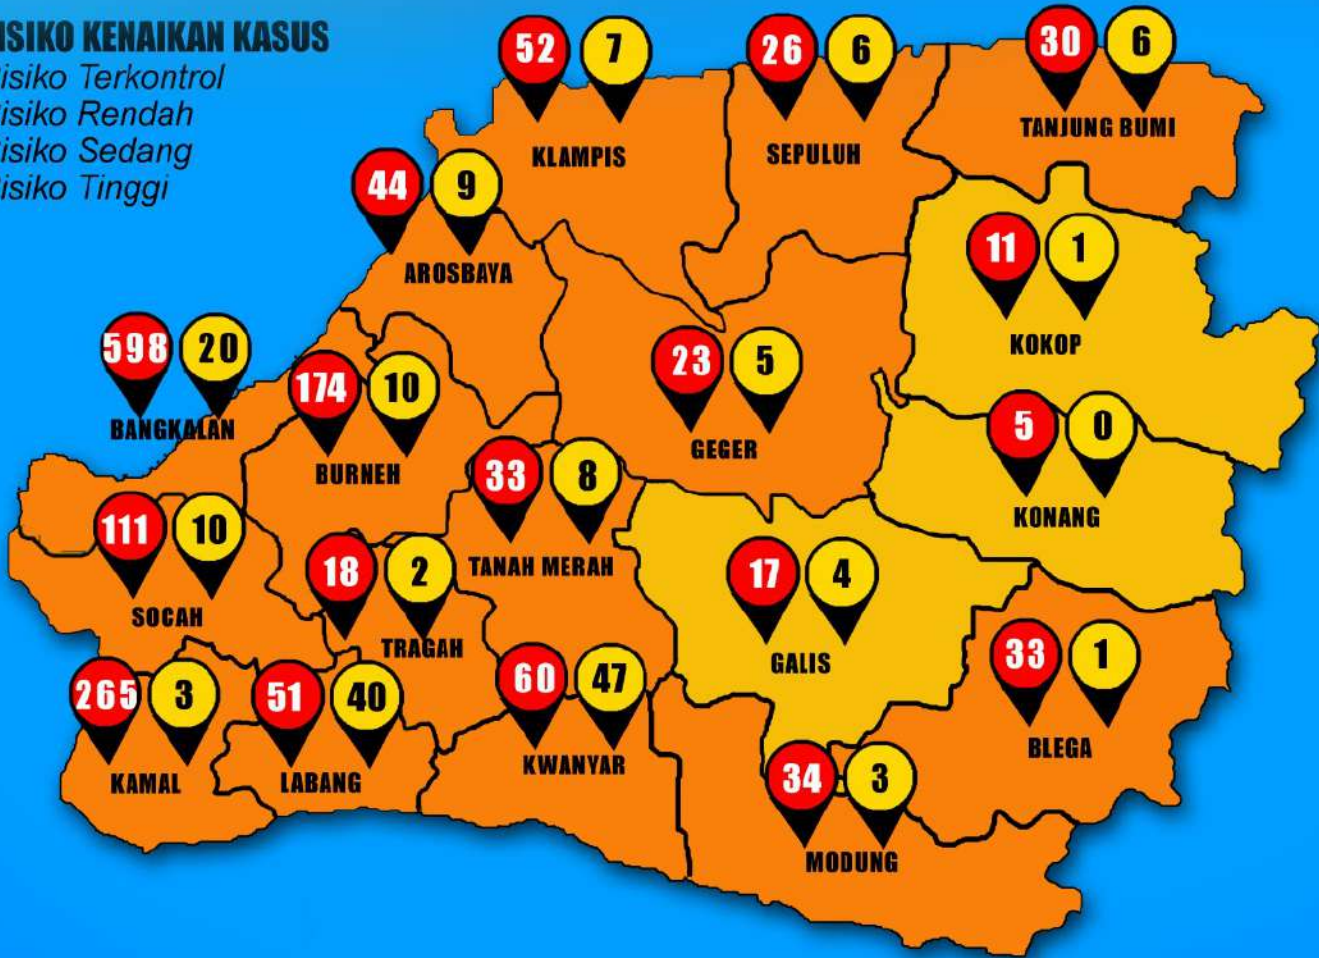 ISIKO KENAIKAN KASUS
isiko Terkontrol
isiko Rendah
isiko Sedang
isiko Tinggi
52 7
KLAMPIS
26 6
SEPULUH
30 6
TANJUNG BUMI
44 9
AROSBAYA
11 1
KOKOP
598 20
BANGKALAN
174 10
BURNEH
23 5
GEGER
5 0
KONANG
33 8
TANAH MERAH
111 10
SOCAH
18 2
TRAGAH
17 4
GALIS
33 1
BLEGA
265 3
KAMAL
51 40
LABANG
60 47
KWANYAR
34 3
MODUNG